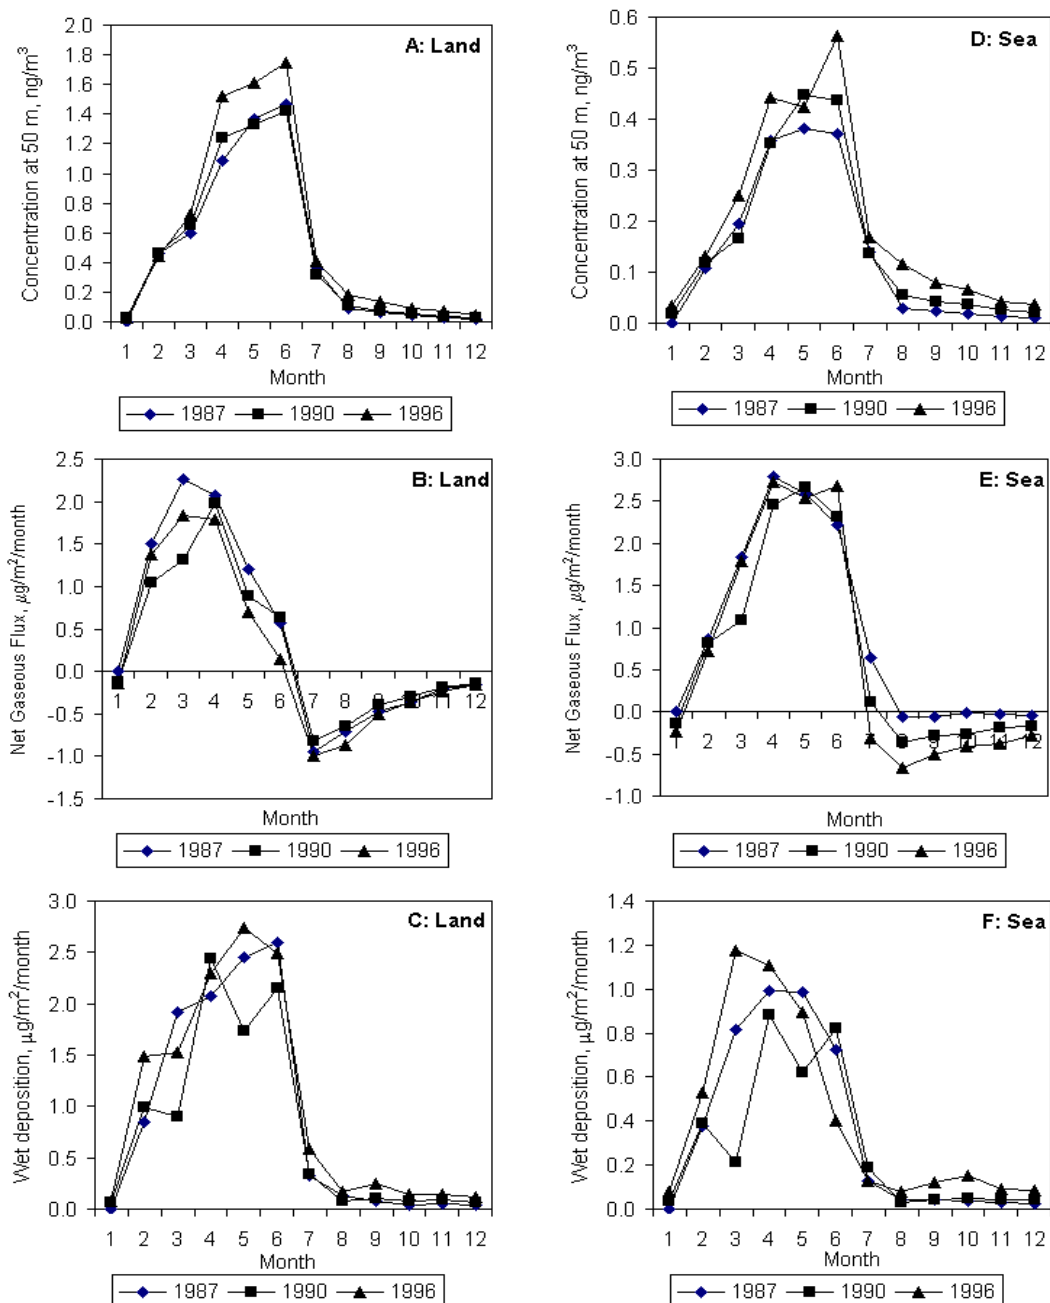 A: Land
Concentration at 50 m, ng/m³
2.0
1.8
1.6
1.4
1.2
1.0
0.8
0.6
0.4
0.2
0.0
1 2 3 4 5 6 7 8 9 10 11 12
Month
1987 1990 1996
D: Sea
Concentration at 50 m, ng/m³
0.6
0.5
0.4
0.3
0.2
0.1
0.0
1 2 3 4 5 6 7 8 9 10 11 12
Month
1987 1990 1996
B: Land
Net Gaseous Flux, µg/m²/month
2.5
2.0
1.5
1.0
0.5
0.0
-0.5
-1.0
-1.5
1 2 3 4 5 6 7 8 9 10 11 12
Month
1987 1990 1996
E: Sea
Net Gaseous Flux, µg/m²/month
3.0
2.5
2.0
1.5
1.0
0.5
0.0
-0.5
-1.0
1 2 3 4 5 6 7 8 9 10 11 12
Month
1987 1990 1996
C: Land
Wet deposition, µg/m²/month
3.0
2.5
2.0
1.5
1.0
0.5
0.0
1 2 3 4 5 6 7 8 9 10 11 12
Month
1987 1990 1996
F: Sea
Wet deposition, µg/m²/month
1.4
1.2
1.0
0.8
0.6
0.4
0.2
0.0
1 2 3 4 5 6 7 8 9 10 11 12
Month
1987 1990 1996